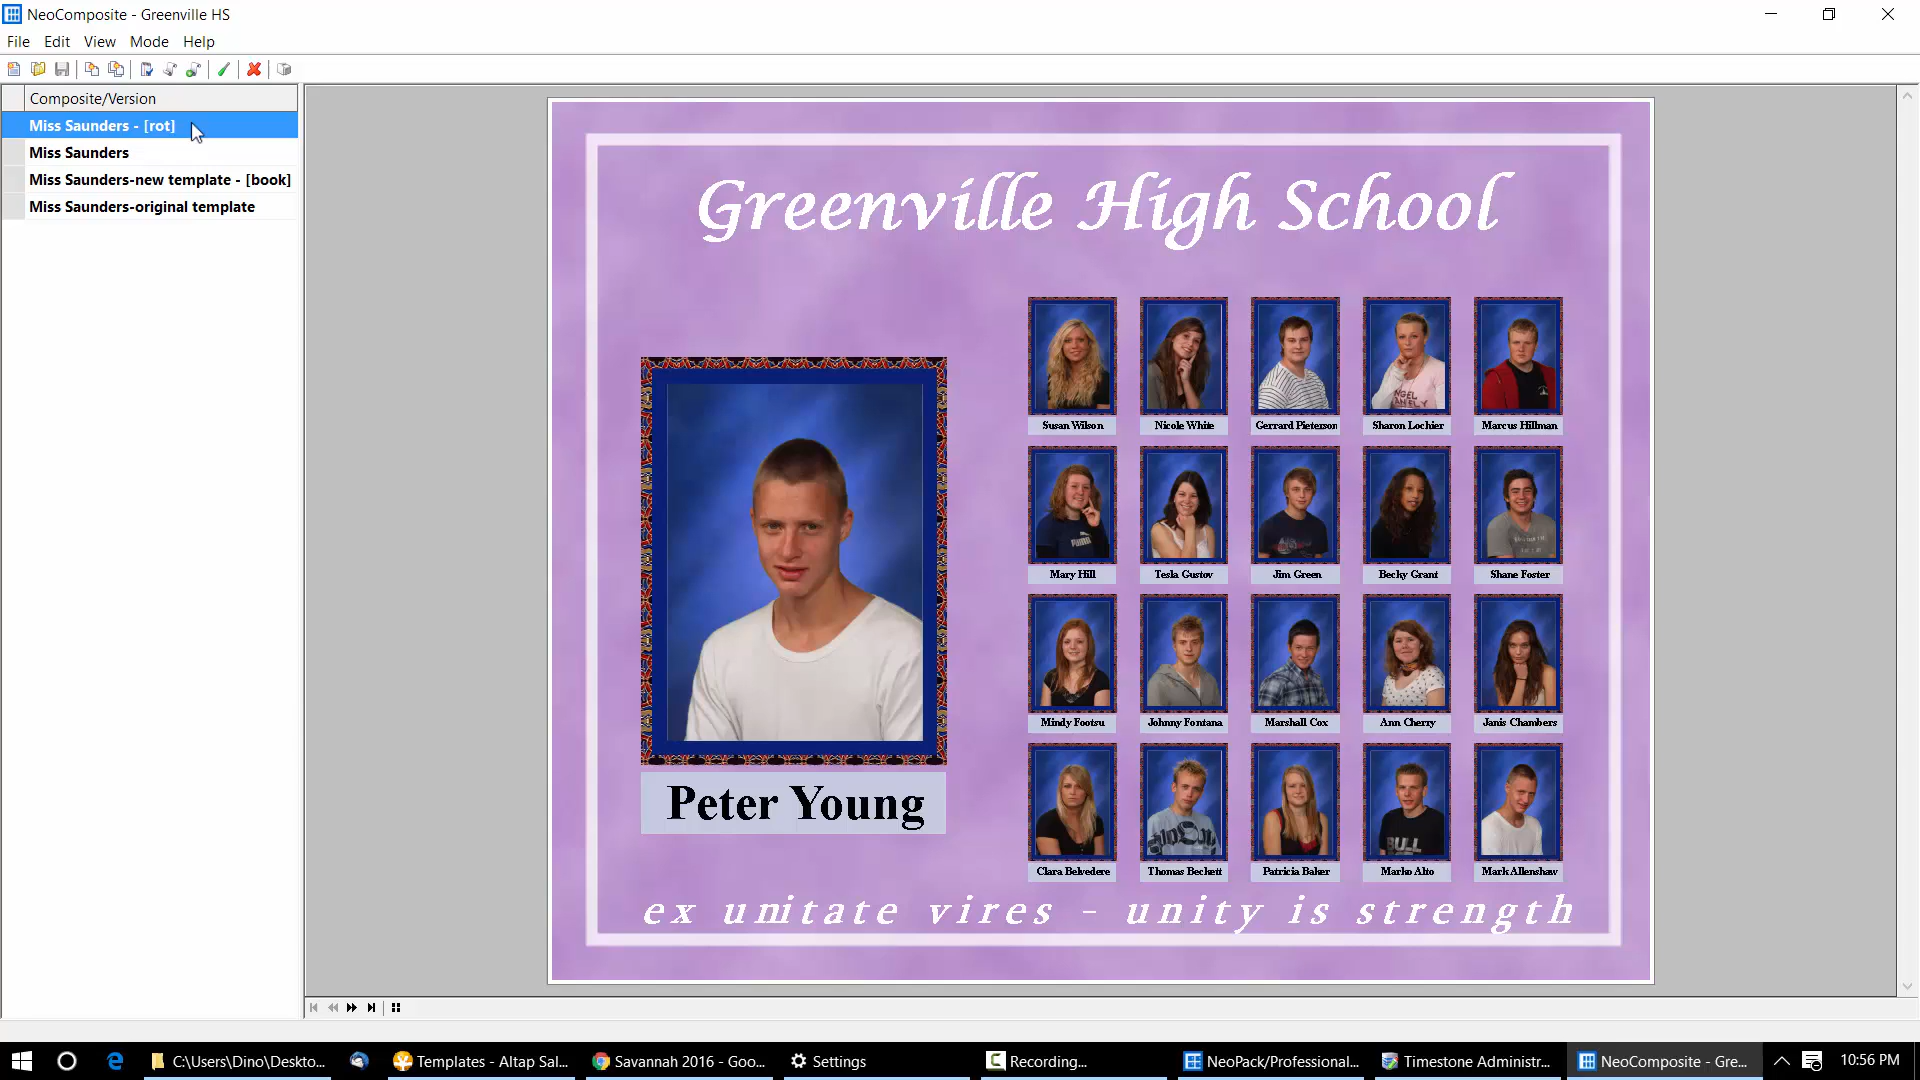 NeoComposite - Greenville HS
File Edit View Mode Help
Composite/Version
Miss Saunders - [rot]
Miss Saunders
Miss Saunders-new template - [book]
Miss Saunders-original template
Greenville High School
Susan Wilson Nicole White Gerrard Pieterson Sharon Lochier Marcus Hillman
Mary Hill Tesla Gustov Jim Green Becky Grant Shane Foster
Mindy Footsu Johnny Fontana Marshall Cox Ann Cherry Janis Chambers
Peter Young
Clara Belvedere Thomas Beckett Patricia Baker Marko Alto Mark Allenshaw
ex unitate vires - unity is strength
C:\Users\Dino\Deskto... Templates - Altap Sal... Savannah 2016 - Goo... Settings Recording... NeoPack/Professional... Timestone Administr... NeoComposite - Gre... 10:56 PM